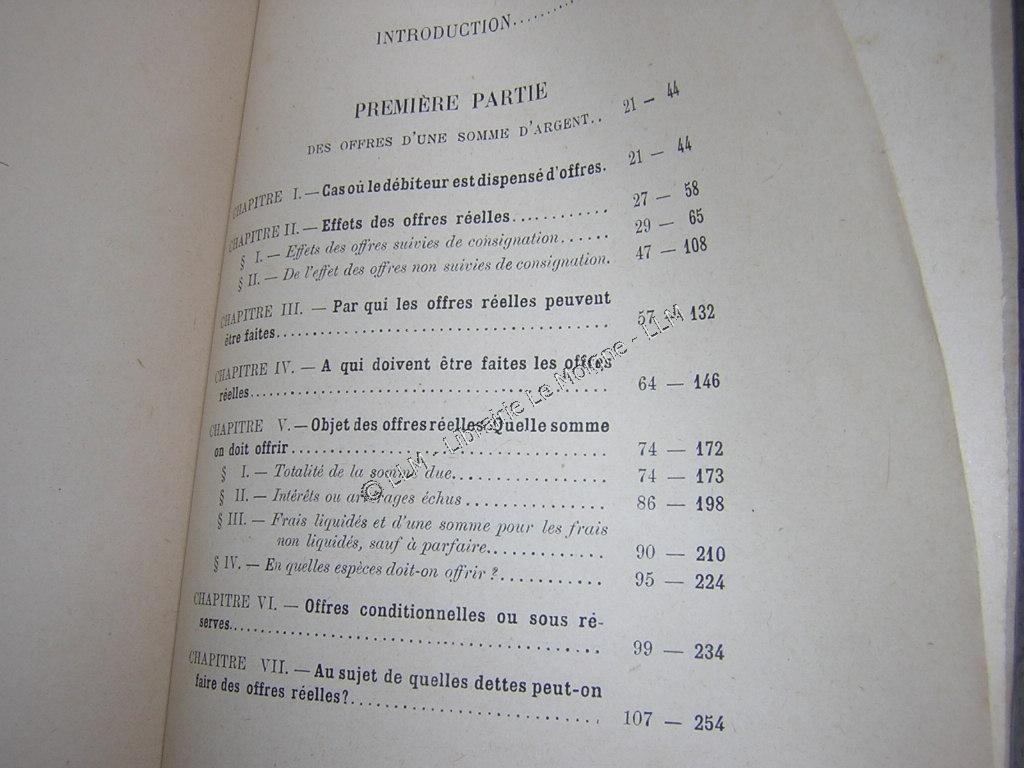 INTRODUCTION..........
PREMIÈRE PARTIE
DES OFFRES D'UNE SOMME D'ARGENT.. 21 — 44
CHAPITRE I. — Cas où le débiteur est dispensé d'offres. 21 — 44
CHAPITRE II. — Effets des offres réelles............ 27 — 58
§ I. — Effets des offres suivies de consignation...... 29 — 65
§ II. — De l'effet des offres non suivies de consignation. 47 — 108
CHAPITRE III. — Par qui les offres réelles peuvent
être faites........................................ 57 — 132
CHAPITRE IV. — A qui doivent être faites les offres
réelles........................................ 64 — 146
CHAPITRE V. — Objet des offres réelles. Quelle somme
on doit offrir.................................... 74 — 172
§ I. — Totalité de la somme due.................. 74 — 173
§ II. — Intérêts ou arrérages échus............... 86 — 198
§ III. — Frais liquidés et d'une somme pour les frais
non liquidés, sauf à parfaire............. 90 — 210
§ IV. — En quelles espèces doit-on offrir ?........... 95 — 224
CHAPITRE VI. — Offres conditionnelles ou sous ré-
serves........................................ 99 — 234
CHAPITRE VII. — Au sujet de quelles dettes peut-on
faire des offres réelles?......................... 107 — 254
© LLM - Librairie Le Moigne - LLM